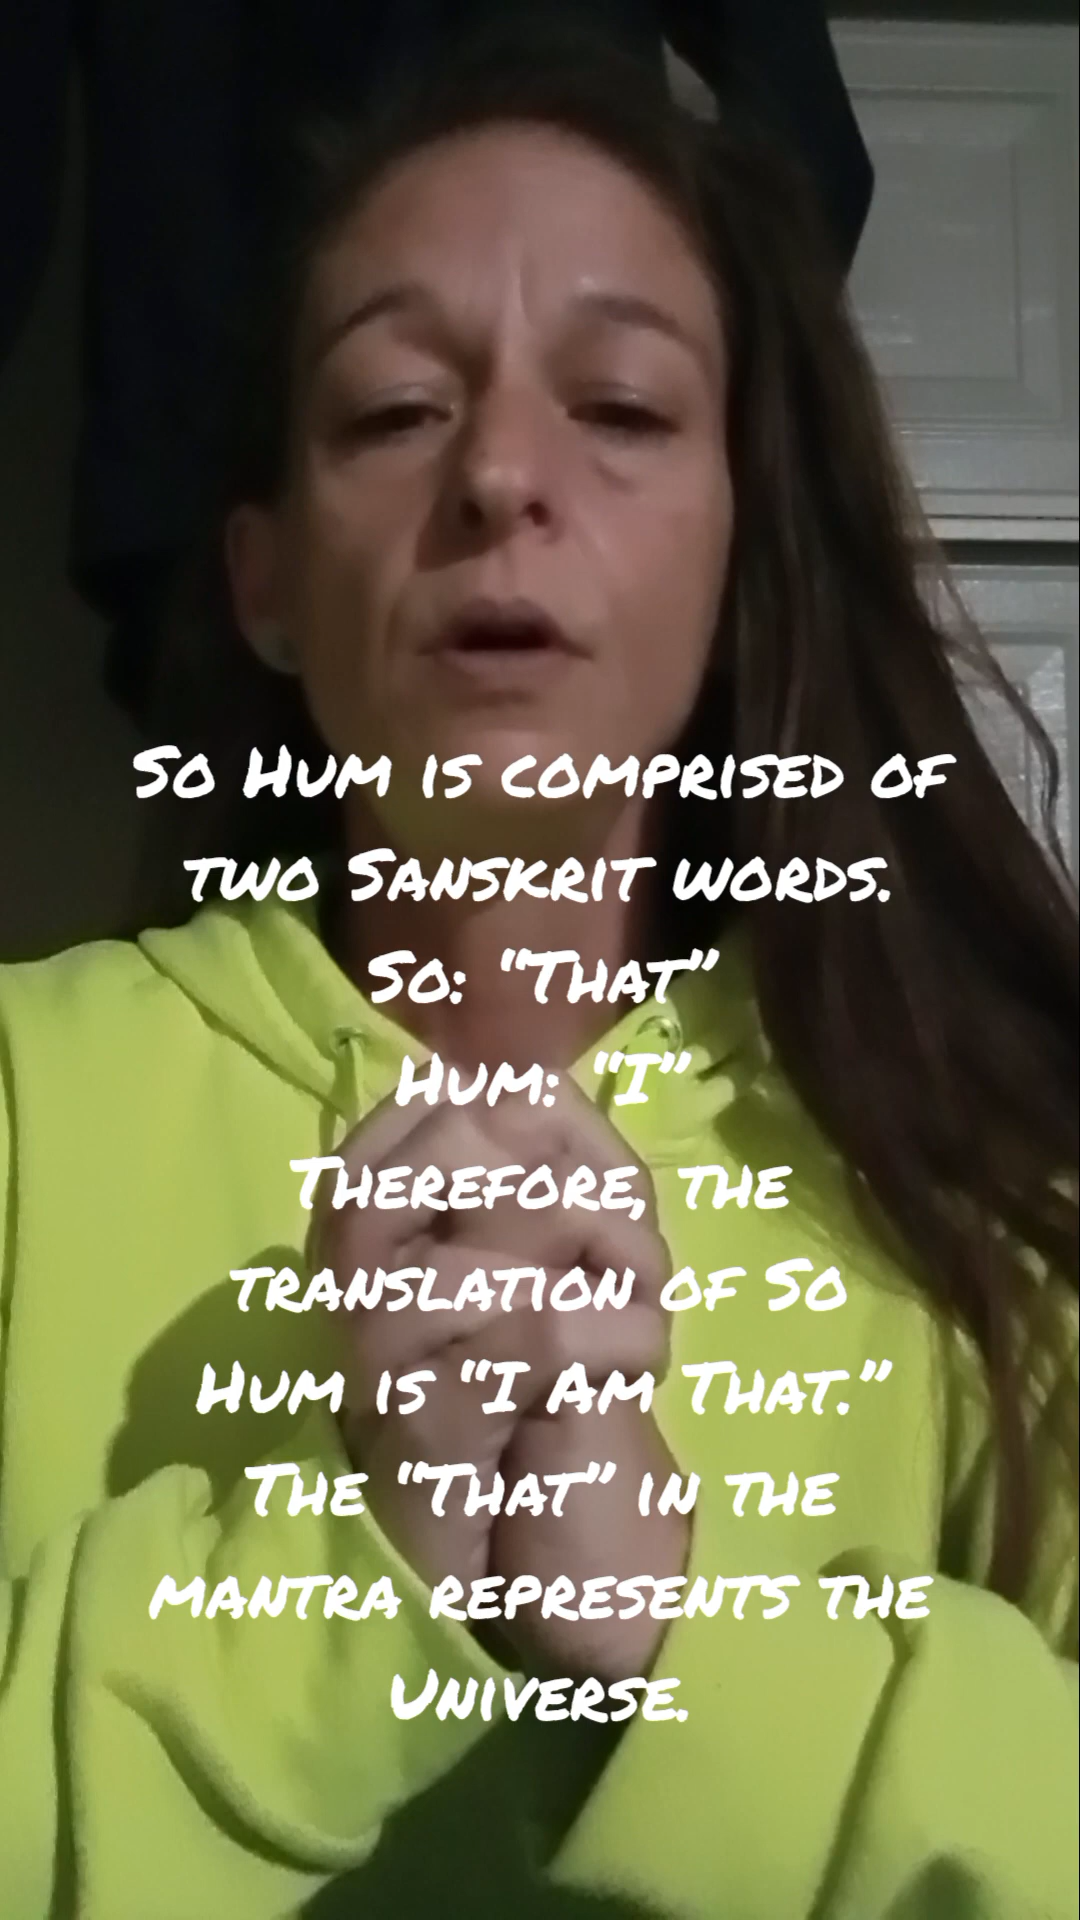 So Hum is comprised of
two Sanskrit words.
So: “That”
Hum: “I”
Therefore, the
translation of So
Hum is “I Am That.”
The “That” in the
mantra represents the
Universe.